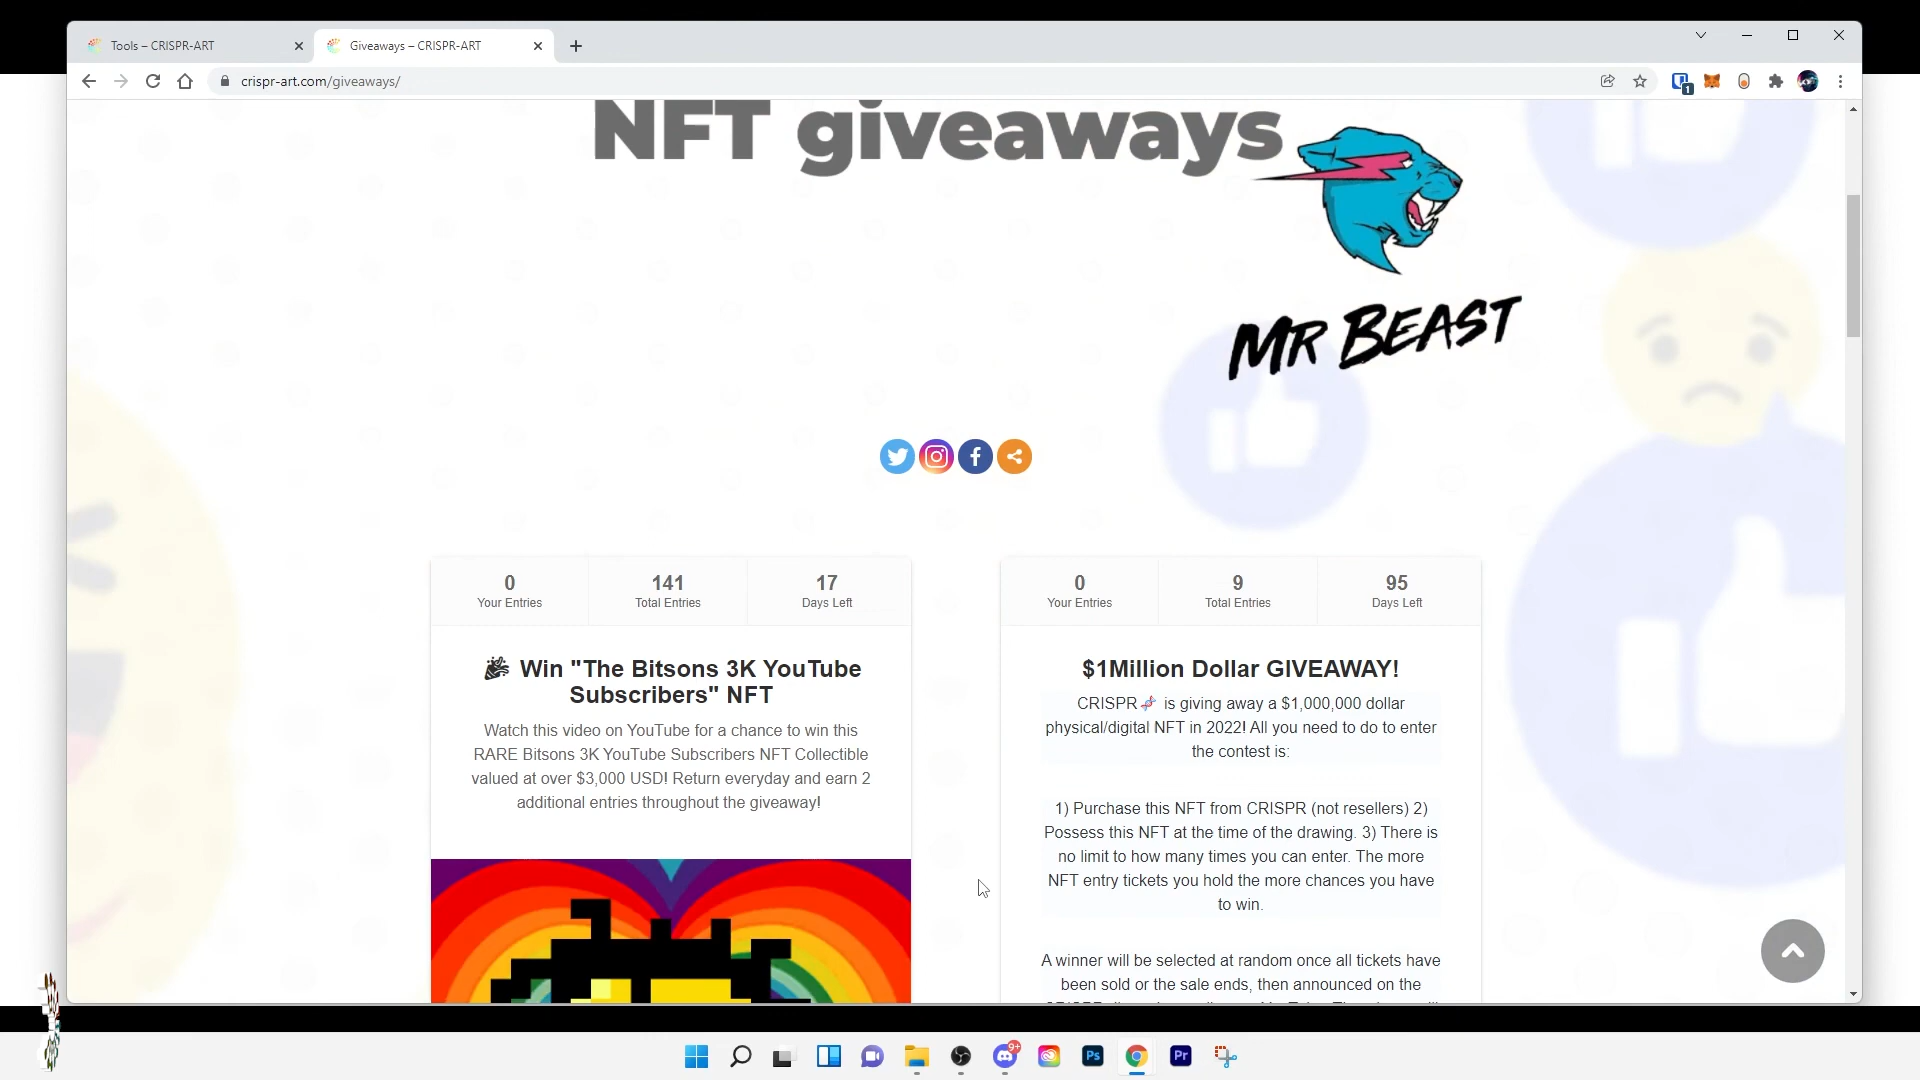 Tools – CRISPR-ART
Giveaways – CRISPR-ART
crispr-art.com/giveaways/
1
NFT giveaways
MR BEAST
0
Your Entries
141
Total Entries
17
Days Left
🎉 Win "The Bitsons 3K YouTube
Subscribers" NFT
Watch this video on YouTube for a chance to win this
RARE Bitsons 3K YouTube Subscribers NFT Collectible
valued at over $3,000 USD! Return everyday and earn 2
additional entries throughout the giveaway!
0
Your Entries
9
Total Entries
95
Days Left
$1Million Dollar GIVEAWAY!
CRISPR🧬 is giving away a $1,000,000 dollar
physical/digital NFT in 2022! All you need to do to enter
the contest is:
1) Purchase this NFT from CRISPR (not resellers) 2)
Possess this NFT at the time of the drawing. 3) There is
no limit to how many times you can enter. The more
NFT entry tickets you hold the more chances you have
to win.
A winner will be selected at random once all tickets have
been sold or the sale ends, then announced on the
9+
Ps
Pr